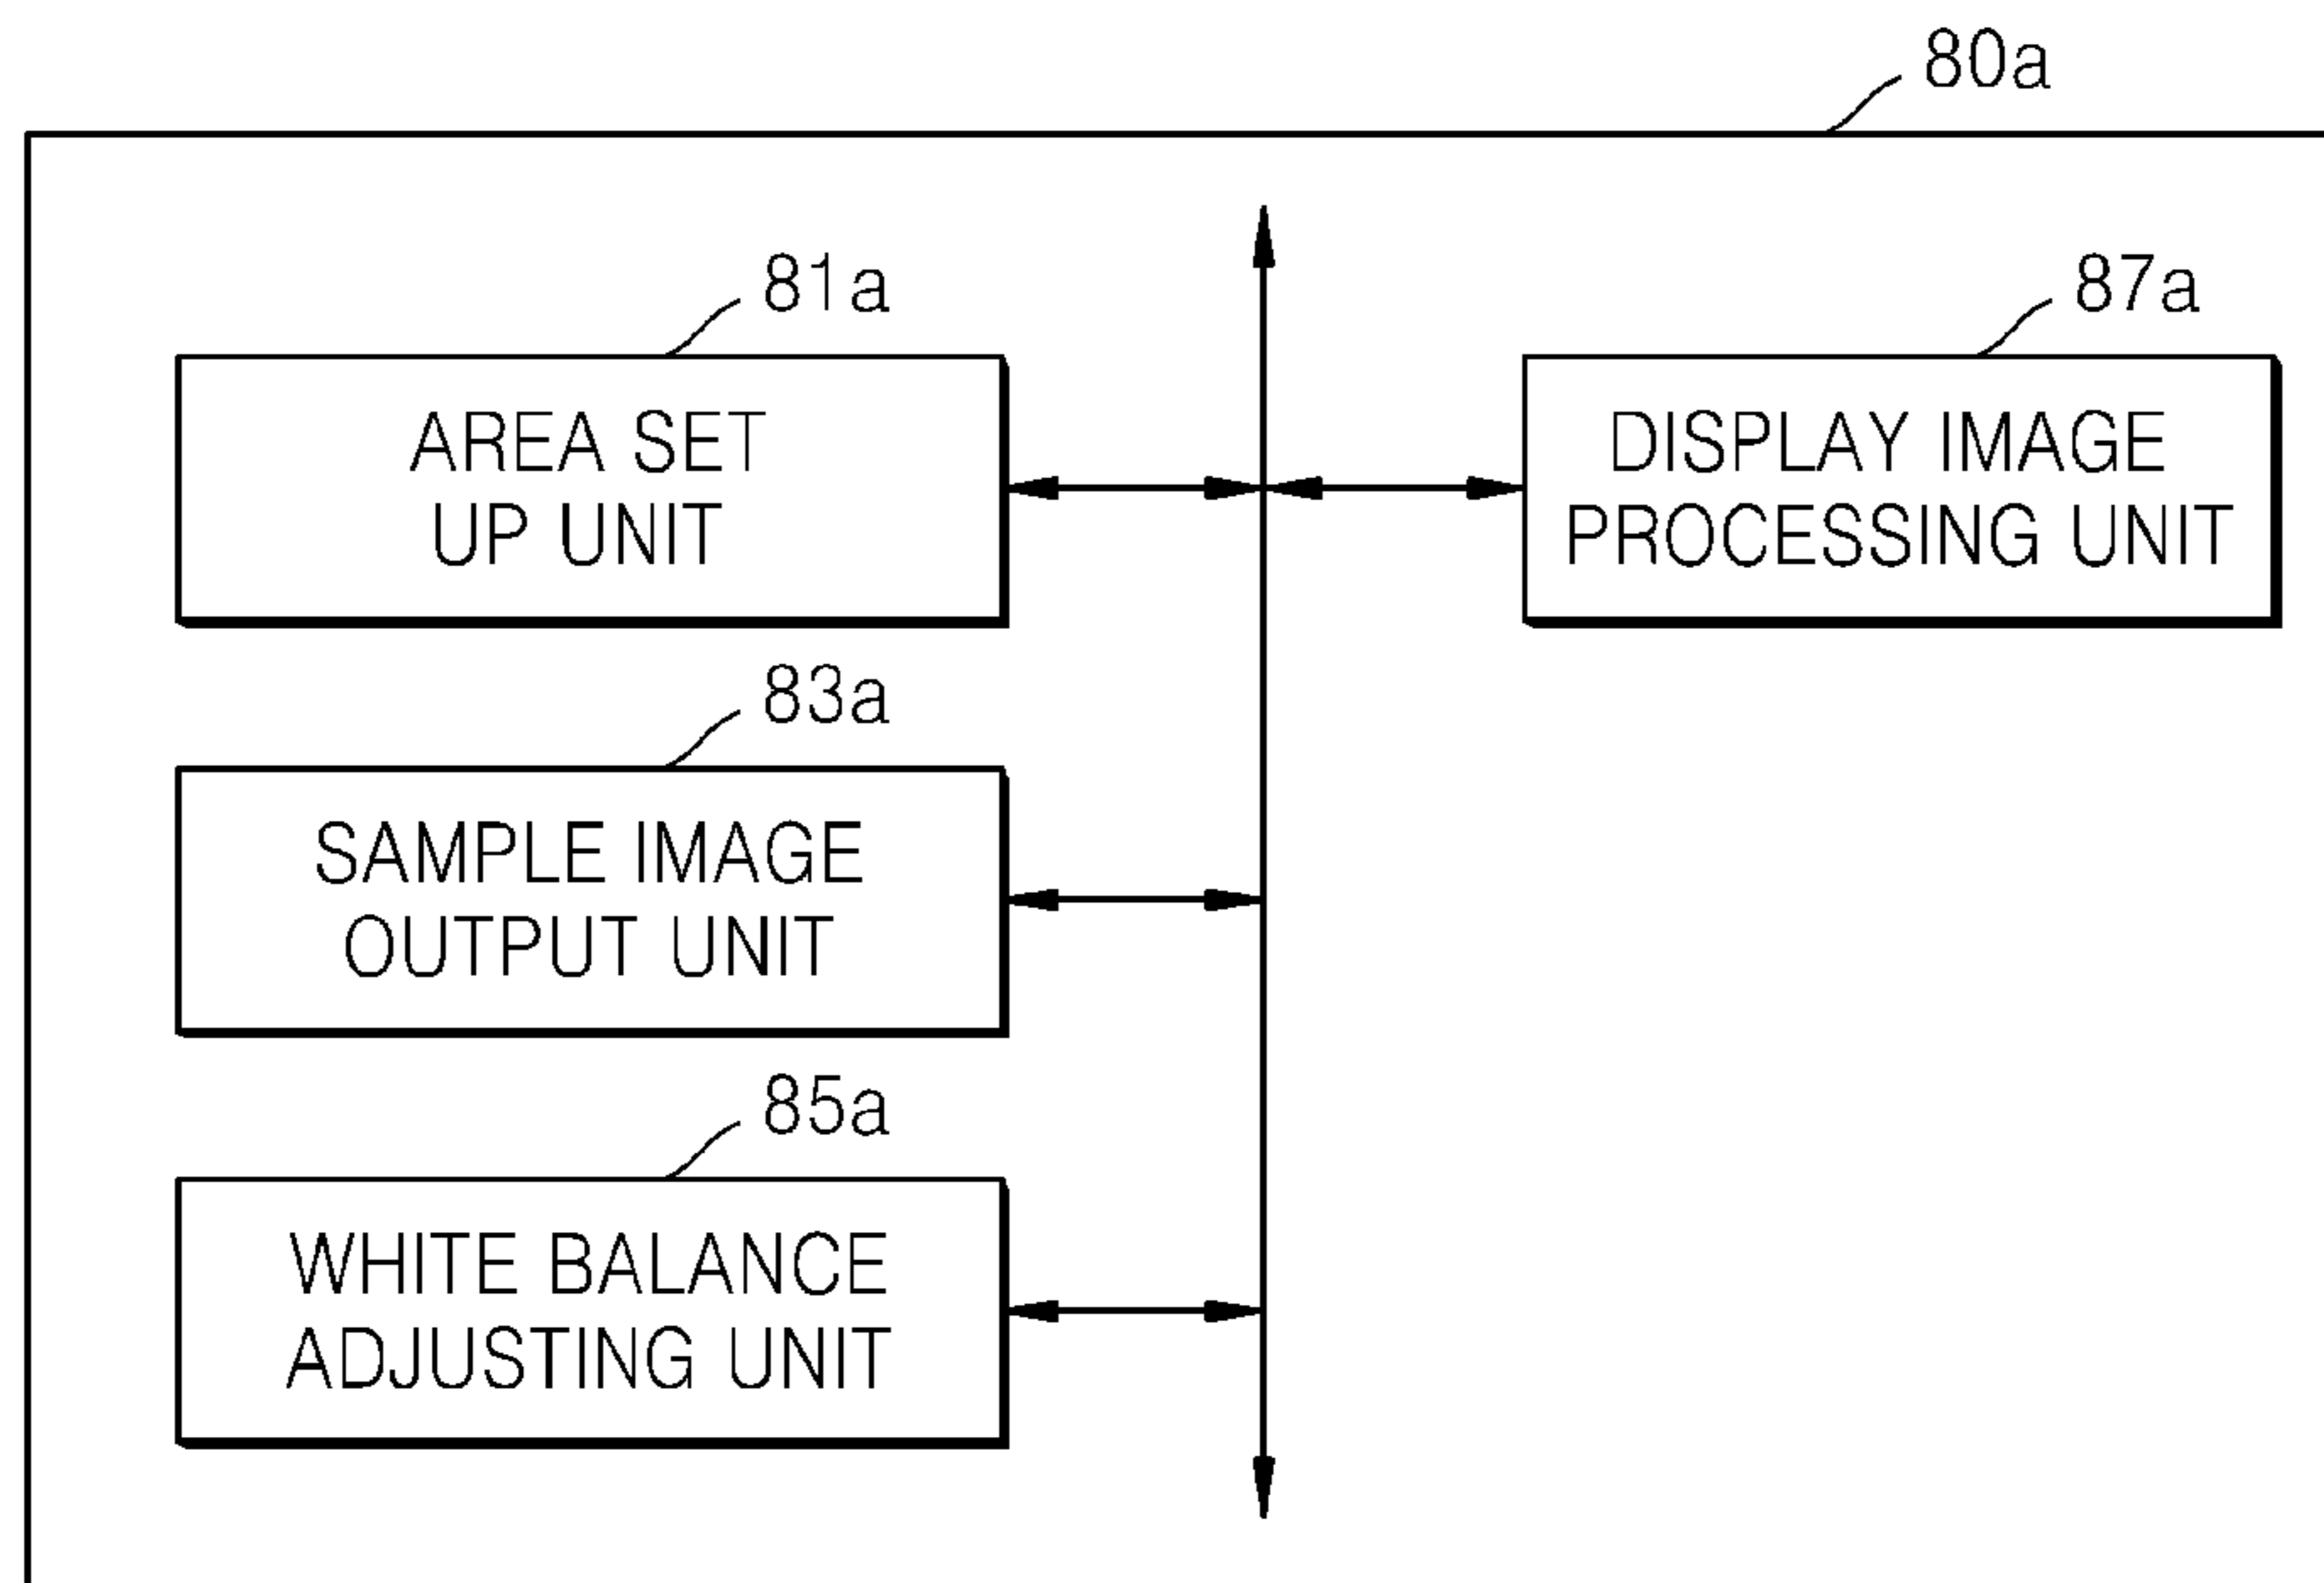 80a
81a
AREA SET
UP UNIT
87a
DISPLAY IMAGE
PROCESSING UNIT
83a
SAMPLE IMAGE
OUTPUT UNIT
85a
WHITE BALANCE
ADJUSTING UNIT